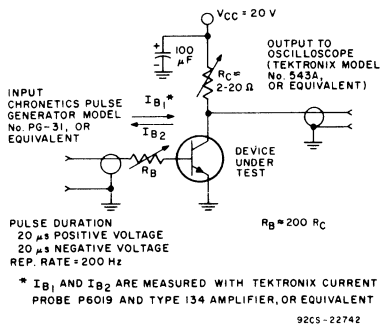 VCC = 20 V
100
μF
RC =
2-20 Ω
OUTPUT TO
OSCILLOSCOPE
(TEKTRONIX MODEL
No. 543A,
OR EQUIVALENT)
INPUT
CHRONETICS PULSE
GENERATOR MODEL
No. PG-31, OR
EQUIVALENT
IB1*
IB2
RB
DEVICE
UNDER
TEST
PULSE DURATION
20 μs POSITIVE VOLTAGE
20 μs NEGATIVE VOLTAGE
REP. RATE = 200 Hz
RB ≈ 200 RC
* IB1 AND IB2 ARE MEASURED WITH TEKTRONIX CURRENT
PROBE P6019 AND TYPE 134 AMPLIFIER, OR EQUIVALENT
92CS-22742